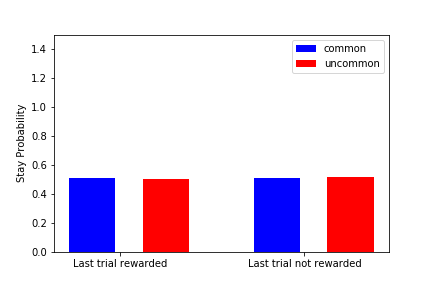 1.4
1.2
1.0
0.8
0.6
0.4
0.2
0.0
Stay Probability
common
uncommon
Last trial rewarded
Last trial not rewarded